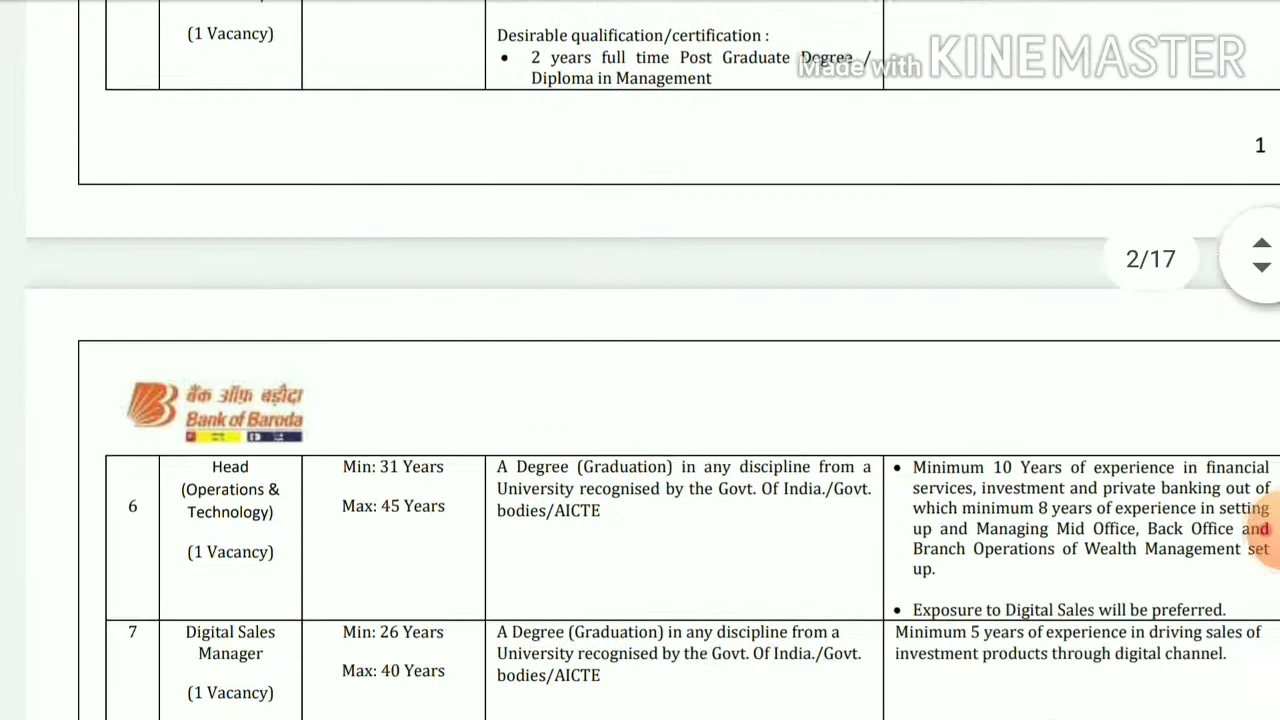 (1 Vacancy)
Desirable qualification/certification :
• 2 years full time Post Graduate Degree /
Diploma in Management
Made with KINEMASTER
1
2/17
बैंक ऑफ़ बड़ौदा
Bank of Baroda
6
Head
(Operations &
Technology)
(1 Vacancy)
Min: 31 Years
Max: 45 Years
A Degree (Graduation) in any discipline from a
University recognised by the Govt. Of India./Govt.
bodies/AICTE
• Minimum 10 Years of experience in financial
services, investment and private banking out of
which minimum 8 years of experience in setting
up and Managing Mid Office, Back Office and
Branch Operations of Wealth Management set
up.
• Exposure to Digital Sales will be preferred.
7
Digital Sales
Manager
(1 Vacancy)
Min: 26 Years
Max: 40 Years
A Degree (Graduation) in any discipline from a
University recognised by the Govt. Of India./Govt.
bodies/AICTE
Minimum 5 years of experience in driving sales of
investment products through digital channel.